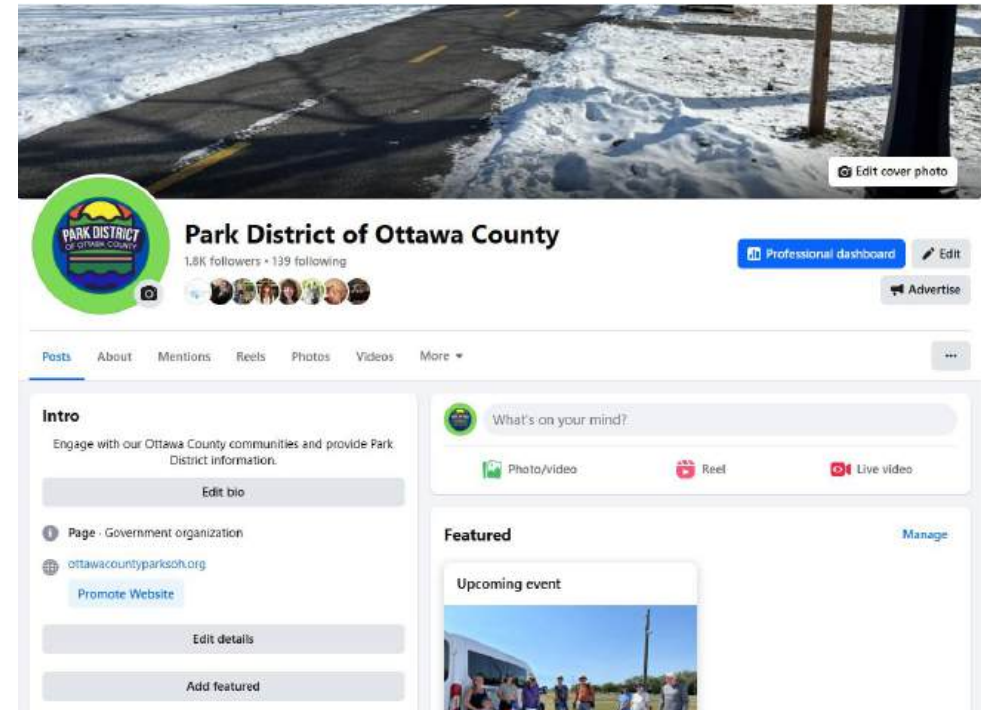 Edit cover photo
PARK DISTRICT
OF OTTAWA COUNTY
Park District of Ottawa County
1.8K followers • 139 following
Professional dashboard
Edit
Advertise
Posts
About
Mentions
Reels
Photos
Videos
More
Intro
Engage with our Ottawa County communities and provide Park
District information.
Edit bio
Page · Government organization
ottawacountyparksoh.org
Promote Website
Edit details
Add featured
What's on your mind?
Photo/video
Reel
Live video
Featured
Manage
Upcoming event